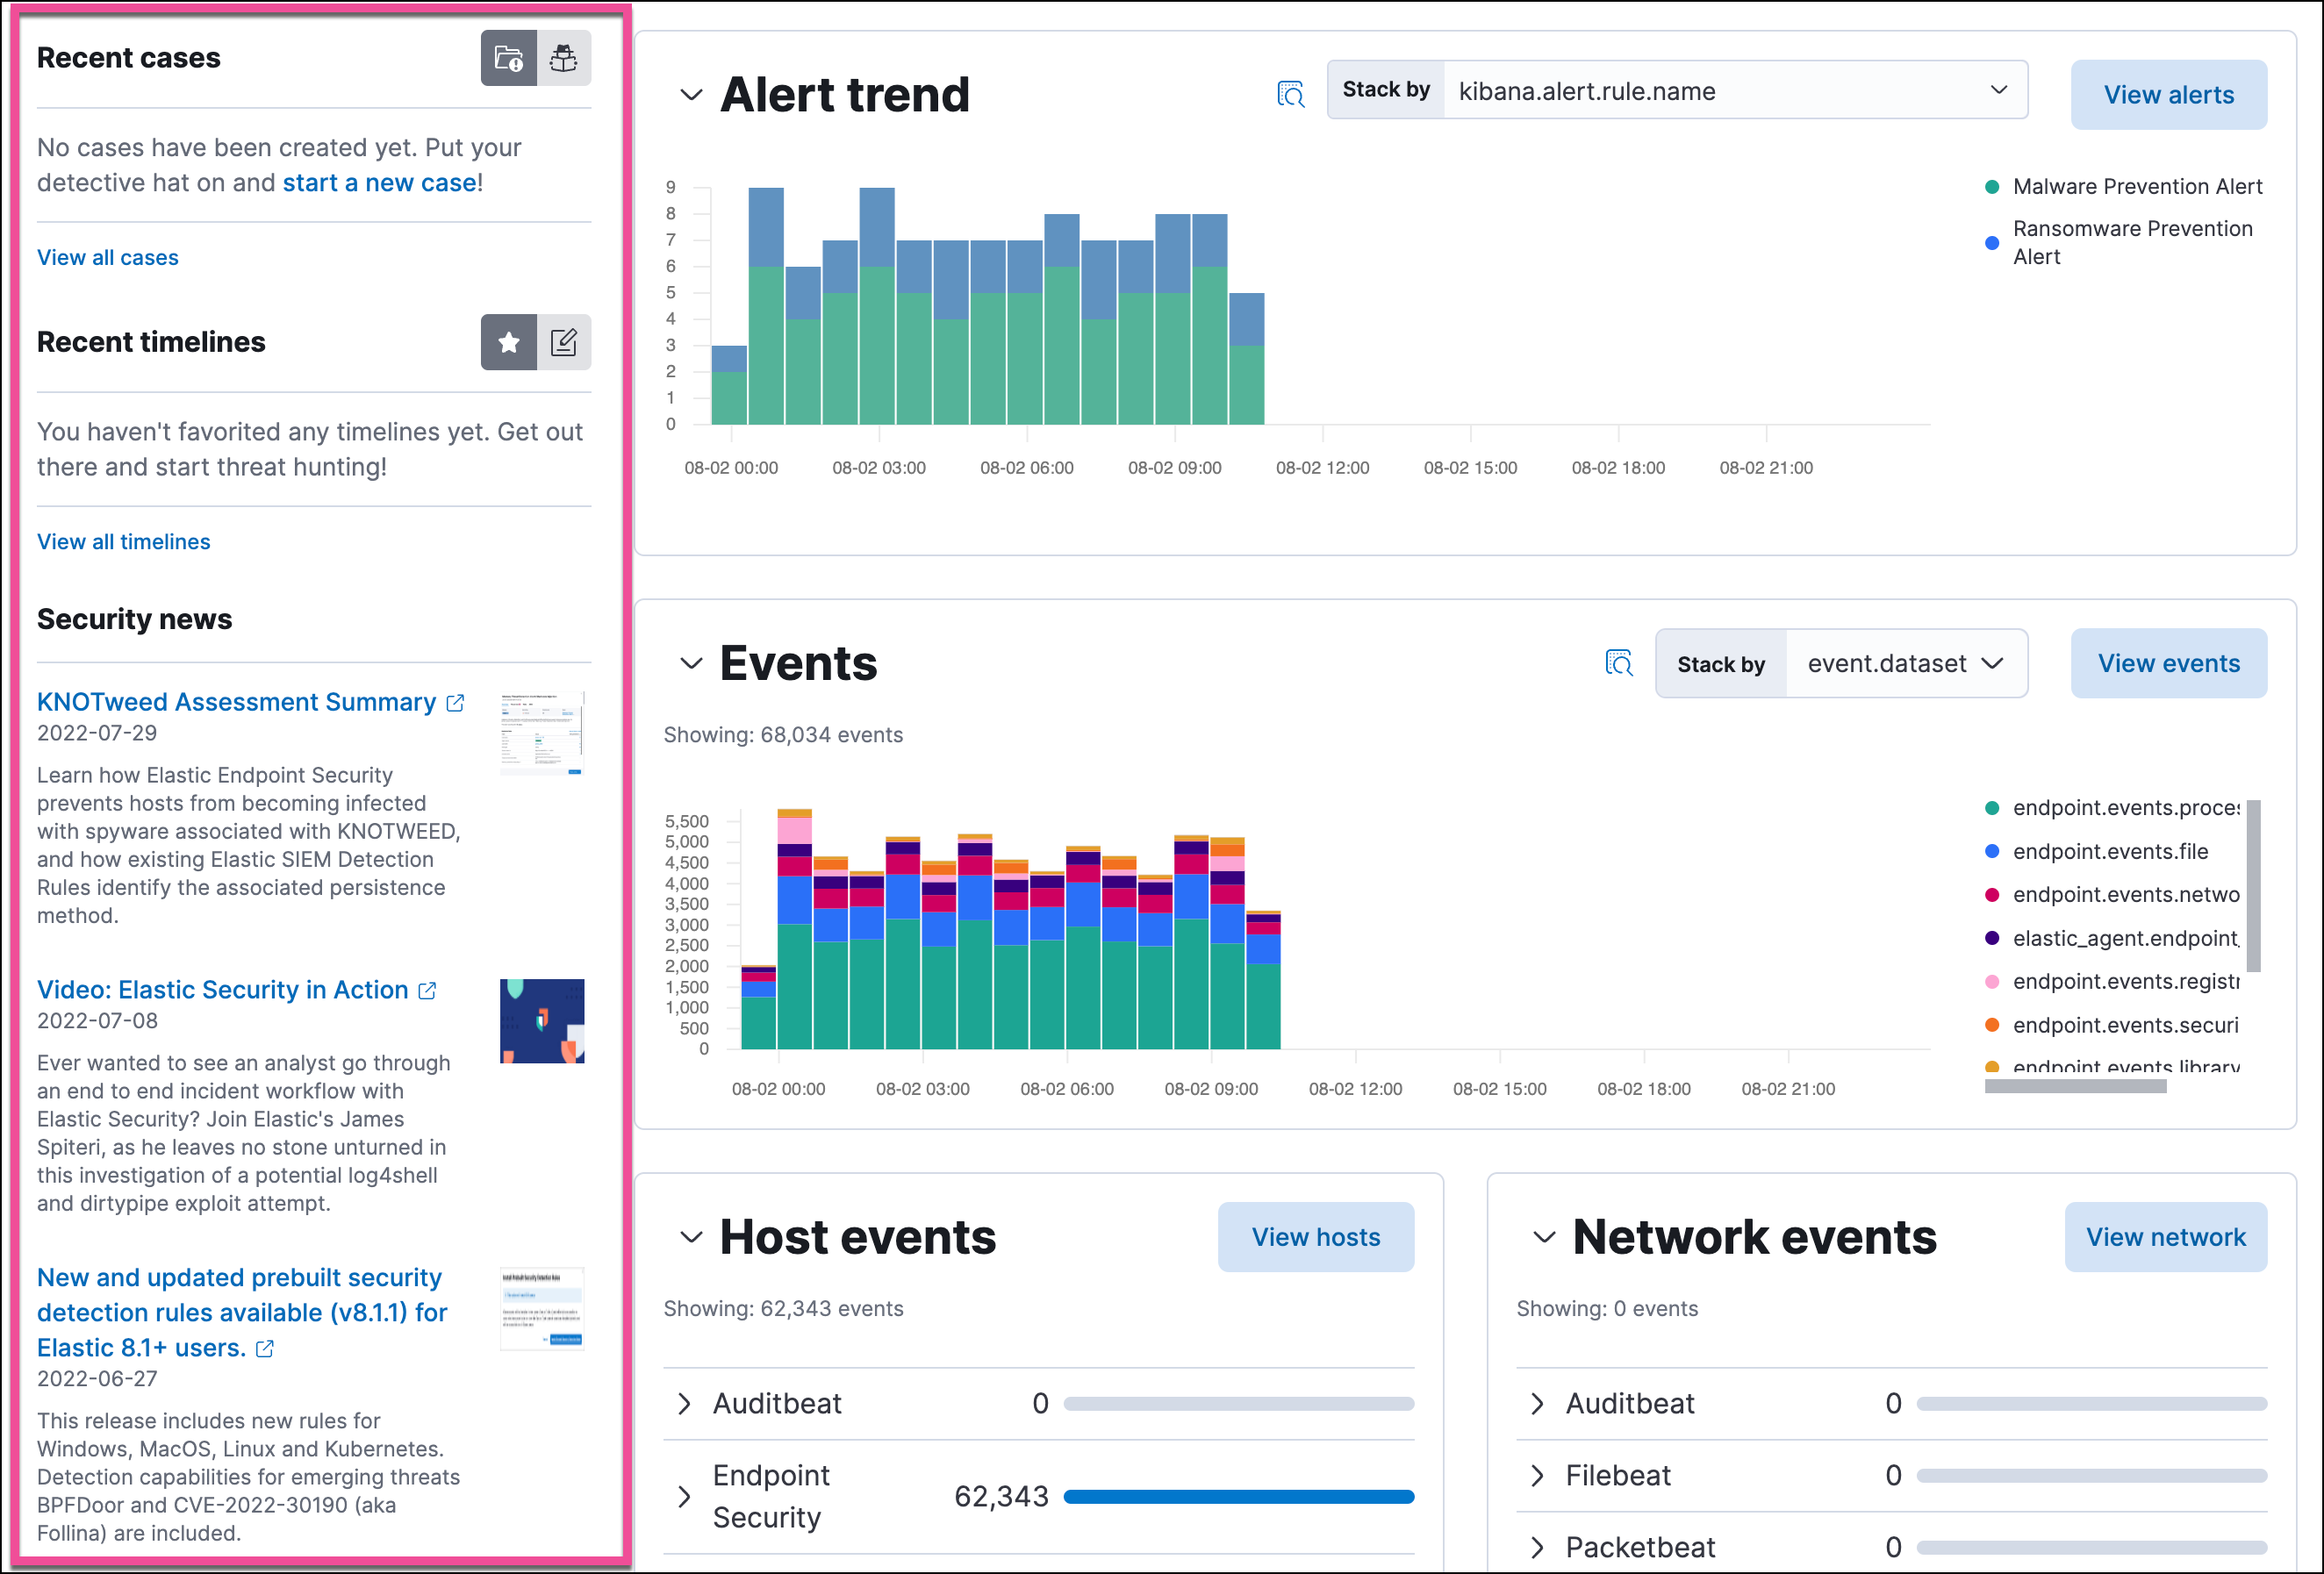 Recent cases
No cases have been created yet. Put your
detective hat on and start a new case!
View all cases
Recent timelines
You haven't favorited any timelines yet. Get out
there and start threat hunting!
View all timelines
Security news
KNOTweed Assessment Summary
2022-07-29
Learn how Elastic Endpoint Security
prevents hosts from becoming infected
with spyware associated with KNOTWEED,
and how existing Elastic SIEM Detection
Rules identify the associated persistence
method.
Video: Elastic Security in Action
2022-07-08
Ever wanted to see an analyst go through
an end to end incident workflow with
Elastic Security? Join Elastic's James
Spiteri, as he leaves no stone unturned in
this investigation of a potential log4shell
and dirtypipe exploit attempt.
New and updated prebuilt security
detection rules available (v8.1.1) for
Elastic 8.1+ users.
2022-06-27
This release includes new rules for
Windows, MacOS, Linux and Kubernetes.
Detection capabilities for emerging threats
BPFDoor and CVE-2022-30190 (aka
Follina) are included.
Alert trend
Stack by kibana.alert.rule.name
View alerts
9
8
7
6
5
4
3
2
1
0
08-02 00:00 08-02 03:00 08-02 06:00 08-02 09:00 08-02 12:00 08-02 15:00 08-02 18:00 08-02 21:00
Malware Prevention Alert
Ransomware Prevention
Alert
Events
Stack by event.dataset
View events
Showing: 68,034 events
5,500
5,000
4,500
4,000
3,500
3,000
2,500
2,000
1,500
1,000
500
0
08-02 00:00 08-02 03:00 08-02 06:00 08-02 09:00 08-02 12:00 08-02 15:00 08-02 18:00 08-02 21:00
endpoint.events.proces
endpoint.events.file
endpoint.events.netwo
elastic_agent.endpoint_
endpoint.events.registr
endpoint.events.securi
endpoint.events.library
Host events
View hosts
Showing: 62,343 events
Auditbeat 0
Endpoint
Security 62,343
Network events
View network
Showing: 0 events
Auditbeat 0
Filebeat 0
Packetbeat 0